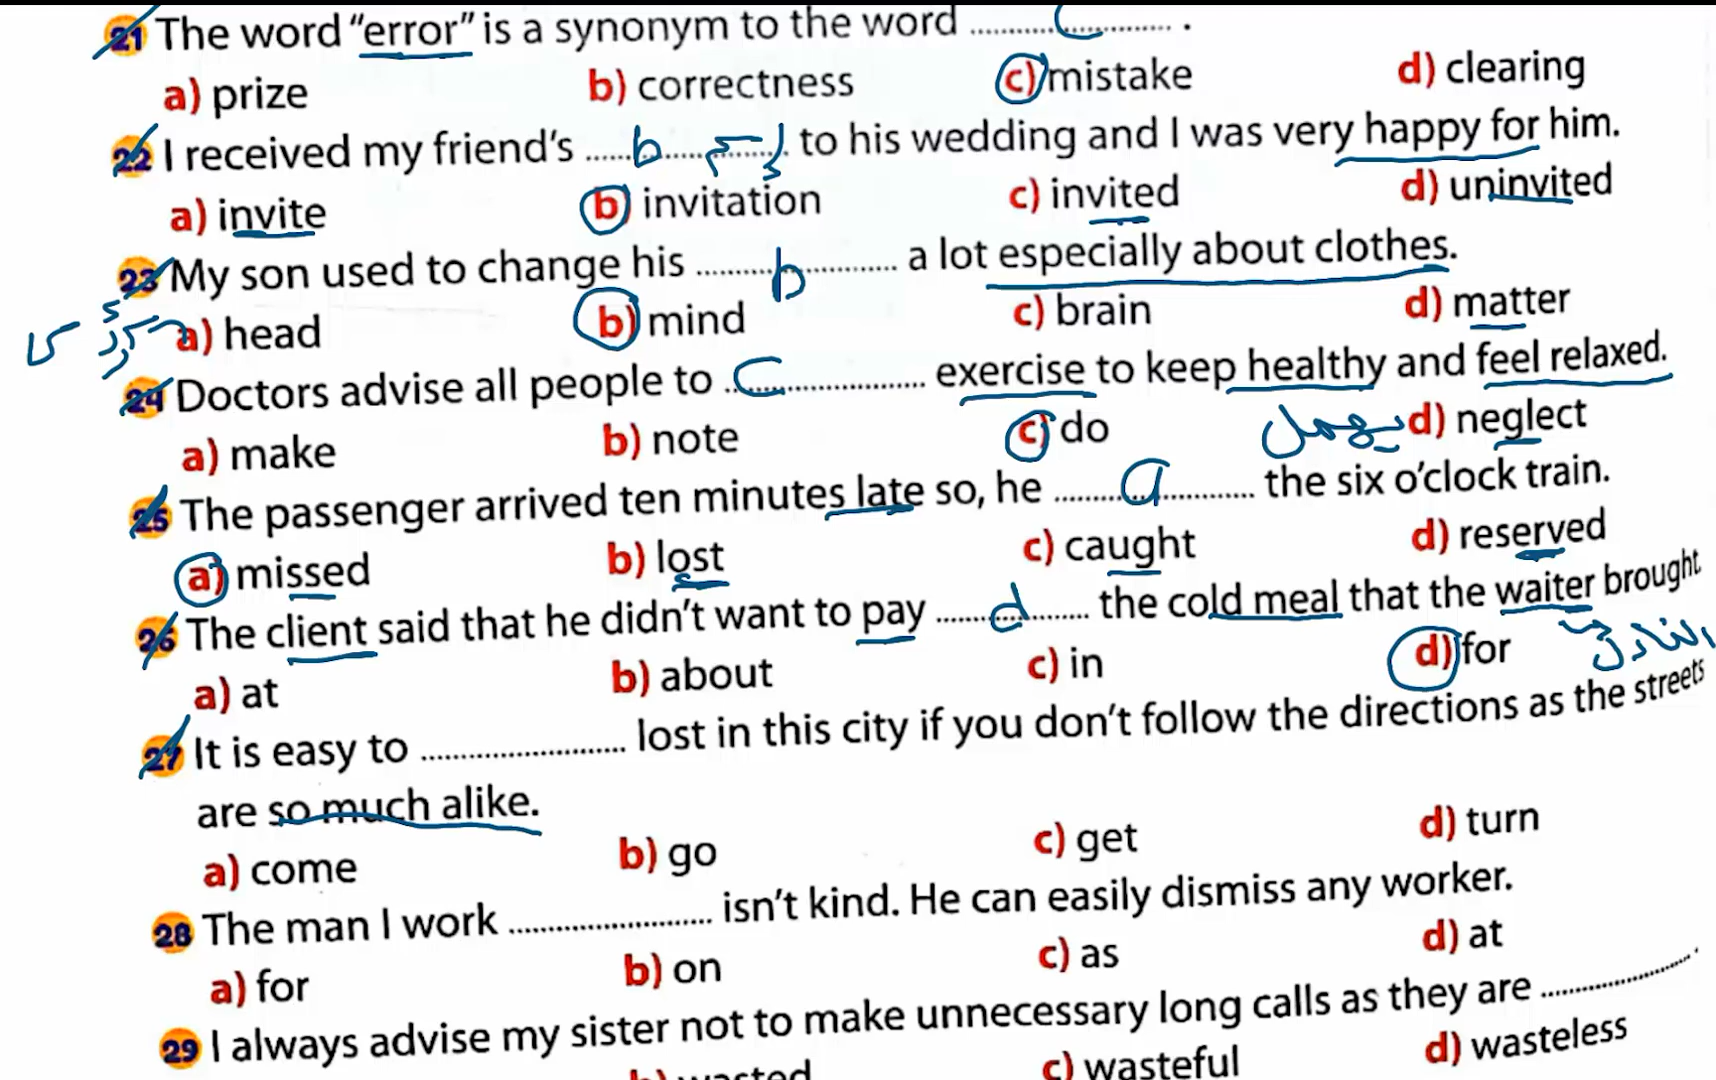 21 The word "error" is a synonym to the word .......... c .......... .
a) prize b) correctness c) mistake d) clearing
22 I received my friend's ...... b ............ to his wedding and I was very happy for him.
a) invite b) invitation c) invited d) uninvited
23 My son used to change his .......... b .......... a lot especially about clothes.
a) head b) mind c) brain d) matter
24 Doctors advise all people to .. c .................. exercise to keep healthy and feel relaxed.
a) make b) note c) do d) neglect
25 The passenger arrived ten minutes late so, he ......... a ............ the six o'clock train.
a) missed b) lost c) caught d) reserved
26 The client said that he didn't want to pay ........ d ........ the cold meal that the waiter brought
a) at b) about c) in d) for
27 It is easy to ........................ lost in this city if you don't follow the directions as the streets
are so much alike.
a) come b) go c) get d) turn
28 The man I work ........................ isn't kind. He can easily dismiss any worker.
a) for b) on c) as d) at
29 I always advise my sister not to make unnecessary long calls as they are .................... .
b) wasted c) wasteful d) wasteless